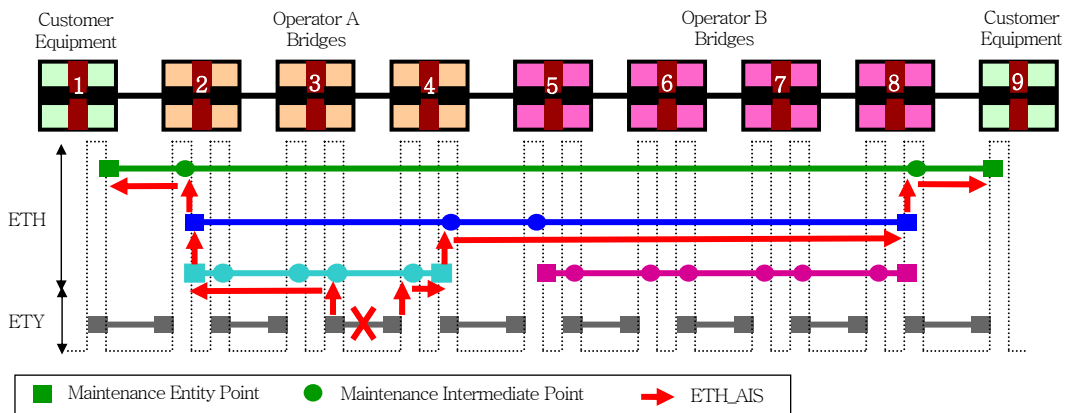 Customer
Equipment
Operator A
Bridges
Operator B
Bridges
Customer
Equipment
1 2 3 4 5 6 7 8 9
ETH
ETY
Maintenance Entity Point
Maintenance Intermediate Point
ETH_AIS